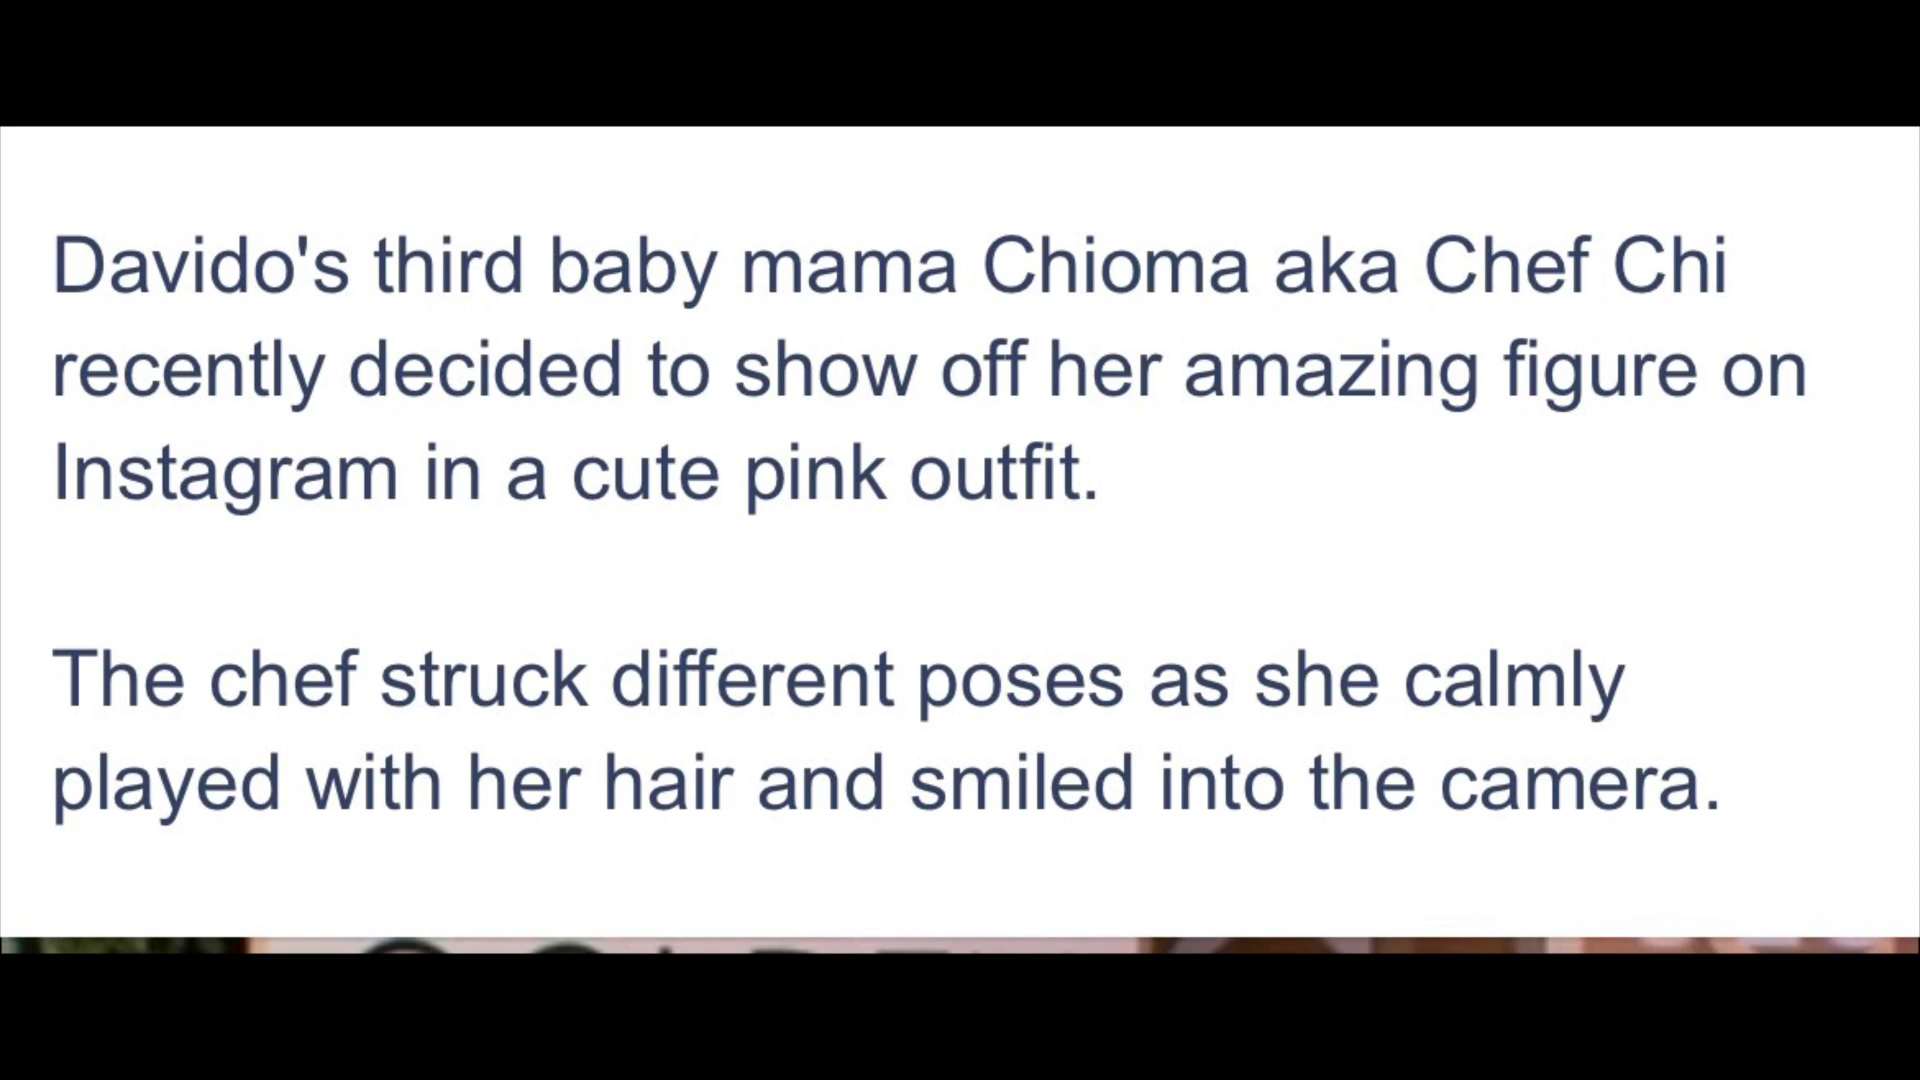 Davido's third baby mama Chioma aka Chef Chi
recently decided to show off her amazing figure on
Instagram in a cute pink outfit.
The chef struck different poses as she calmly
played with her hair and smiled into the camera.